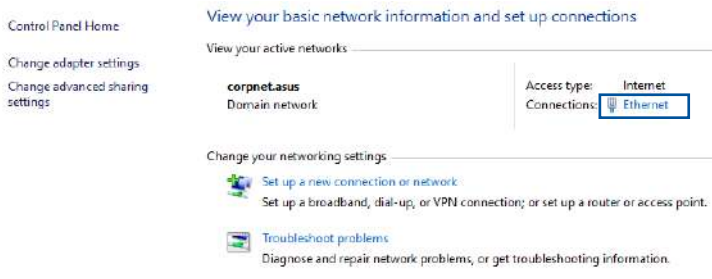 Control Panel Home
Change adapter settings
Change advanced sharing
settings
View your basic network information and set up connections
View your active networks
corpnet.asus
Domain network
Access type: Internet
Connections: Ethernet
Change your networking settings
Set up a new connection or network
Set up a broadband, dial-up, or VPN connection; or set up a router or access point.
Troubleshoot problems
Diagnose and repair network problems, or get troubleshooting information.